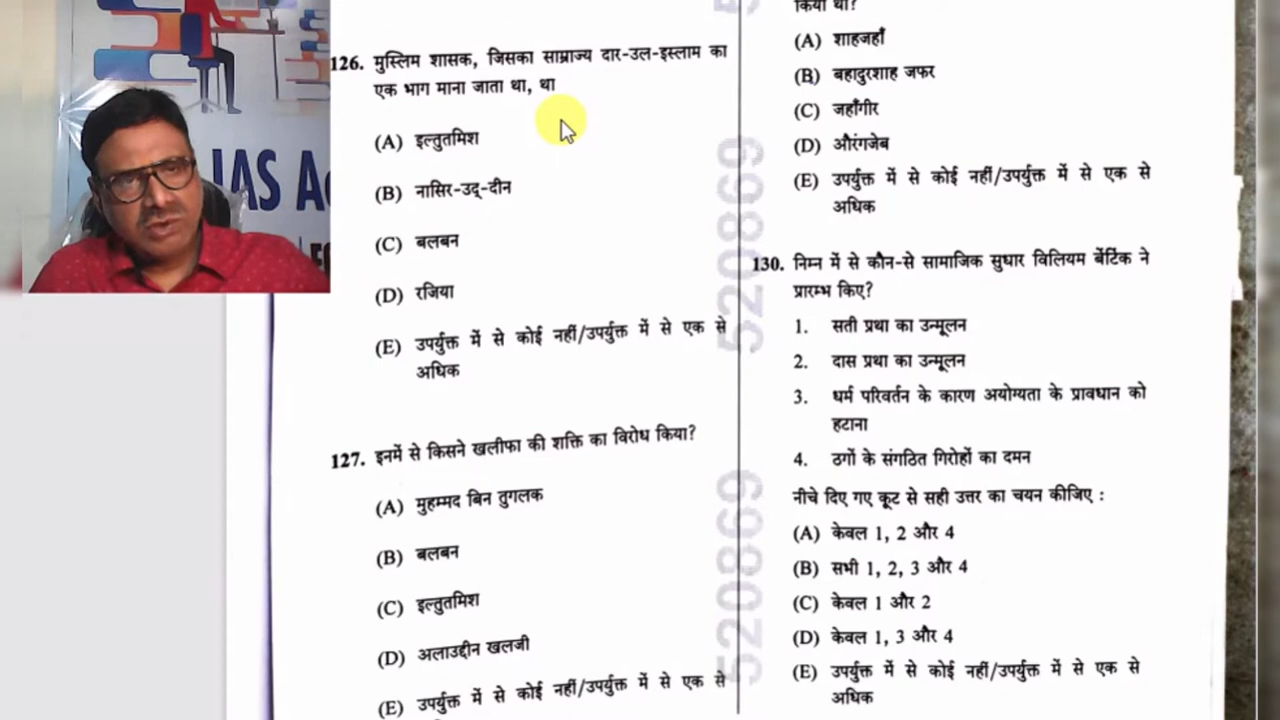 IAS A
126. मुस्लिम शासक, जिसका साम्राज्य दार-उल-इस्लाम का
एक भाग माना जाता था, था
(A) इल्तुतमिश
(B) नासिर-उद्-दीन
(C) बलबन
(D) रजिया
(E) उपर्युक्त में से कोई नहीं/उपर्युक्त में से एक से
अधिक
127. इनमें से किसने खलीफा की शक्ति का विरोध किया?
(A) मुहम्मद बिन तुगलक
(B) बलबन
(C) इल्तुतमिश
(D) अलाउद्दीन खलजी
(E) उपर्युक्त में से कोई नहीं/उपर्युक्त में से एक से
520869
520869
किया था?
(A) शाहजहाँ
(B) बहादुरशाह जफर
(C) जहाँगीर
(D) औरंगजेब
(E) उपर्युक्त में से कोई नहीं/उपर्युक्त में से एक से
अधिक
130. निम्न में से कौन-से सामाजिक सुधार विलियम बेंटिंक ने
प्रारम्भ किए?
1. सती प्रथा का उन्मूलन
2. दास प्रथा का उन्मूलन
3. धर्म परिवर्तन के कारण अयोग्यता के प्रावधान को
हटाना
4. ठगों के संगठित गिरोहों का दमन
नीचे दिए गए कूट से सही उत्तर का चयन कीजिए :
(A) केवल 1, 2 और 4
(B) सभी 1, 2, 3 और 4
(C) केवल 1 और 2
(D) केवल 1, 3 और 4
(E) उपर्युक्त में से कोई नहीं/उपर्युक्त में से एक से
अधिक